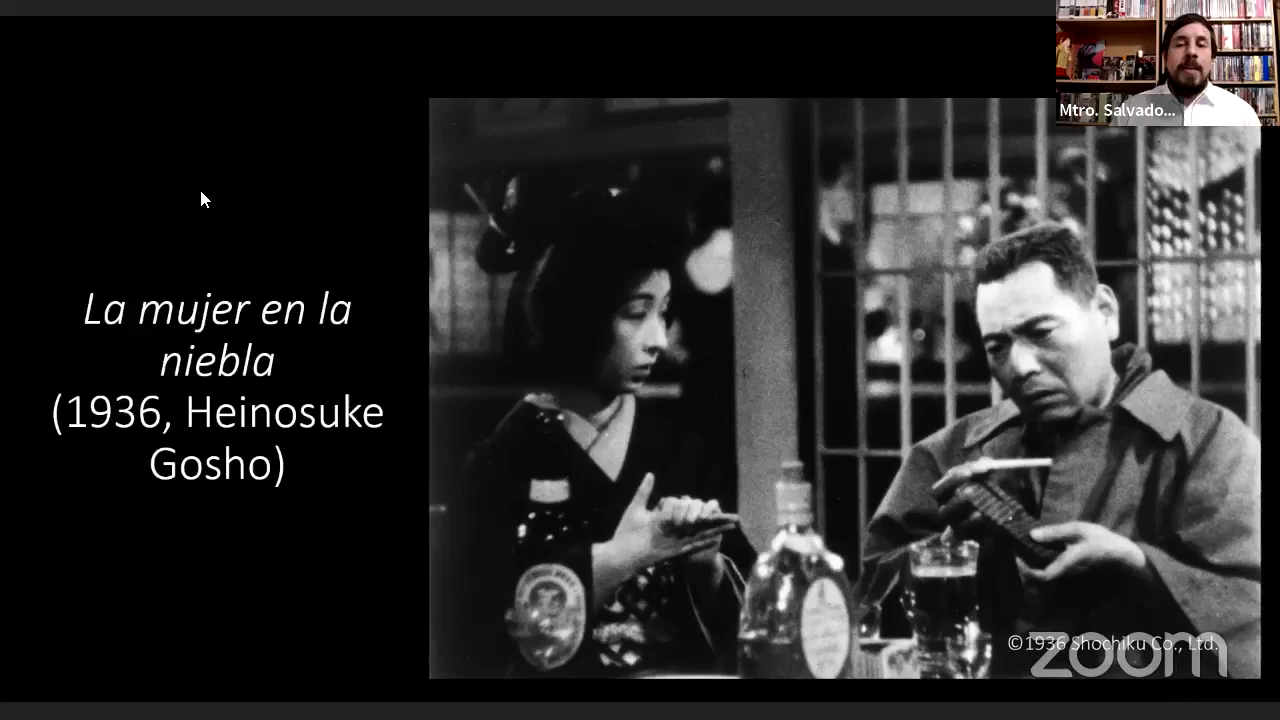 Mtro. Salvado...
La mujer en la
niebla
(1936, Heinosuke
Gosho)
©1936 Shochiku Co., Ltd.
zoom